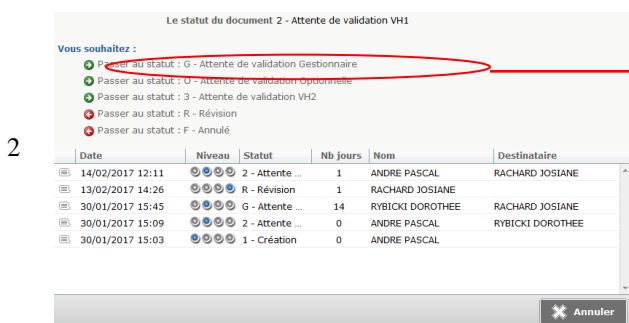 Le statut du document 2 - Attente de validation VH1
Vous souhaitez :
Passer au statut : G - Attente de validation Gestionnaire
Passer au statut : O - Attente de validation Optionnelle
Passer au statut : 3 - Attente de validation VH2
Passer au statut : R - Révision
Passer au statut : F - Annulé
2
Date Niveau Statut Nb jours Nom Destinataire
14/02/2017 12:11 2 - Attente ... 1 ANDRE PASCAL RACHARD JOSIANE
13/02/2017 14:26 R - Révision 1 RACHARD JOSIANE
30/01/2017 15:45 G - Attente ... 14 RYBICKI DOROTHEE RACHARD JOSIANE
30/01/2017 15:09 2 - Attente ... 0 ANDRE PASCAL RYBICKI DOROTHEE
30/01/2017 15:03 1 - Création 0 ANDRE PASCAL
Annuler